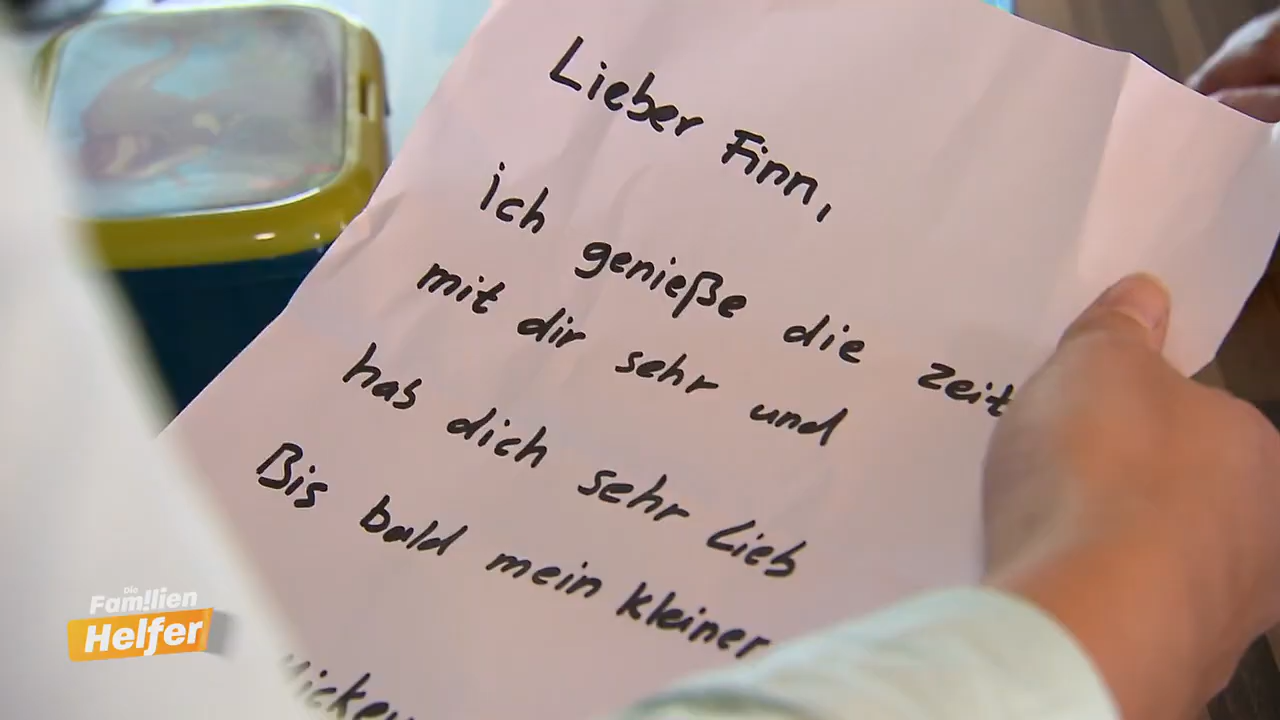 Lieber Finn,
ich genieße die zeit
mit dir sehr und
hab dich sehr Lieb
Bis bald mein kleiner
Die
Fam!lien
Helfer